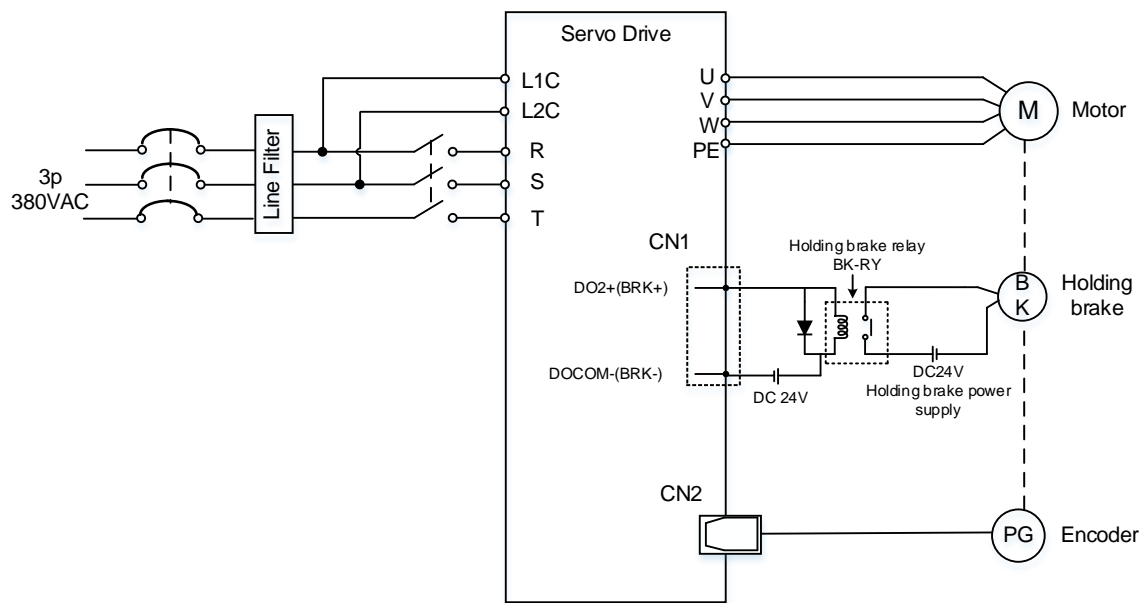 Servo Drive
L1C
L2C
R
S
T
3p
380VAC
Line Filter
U
V
W
PE
M
Motor
CN1
Holding brake relay
BK-RY
DO2+(BRK+)
DOCOM-(BRK-)
DC 24V
DC24V
Holding brake power
supply
B
K
Holding
brake
CN2
PG
Encoder